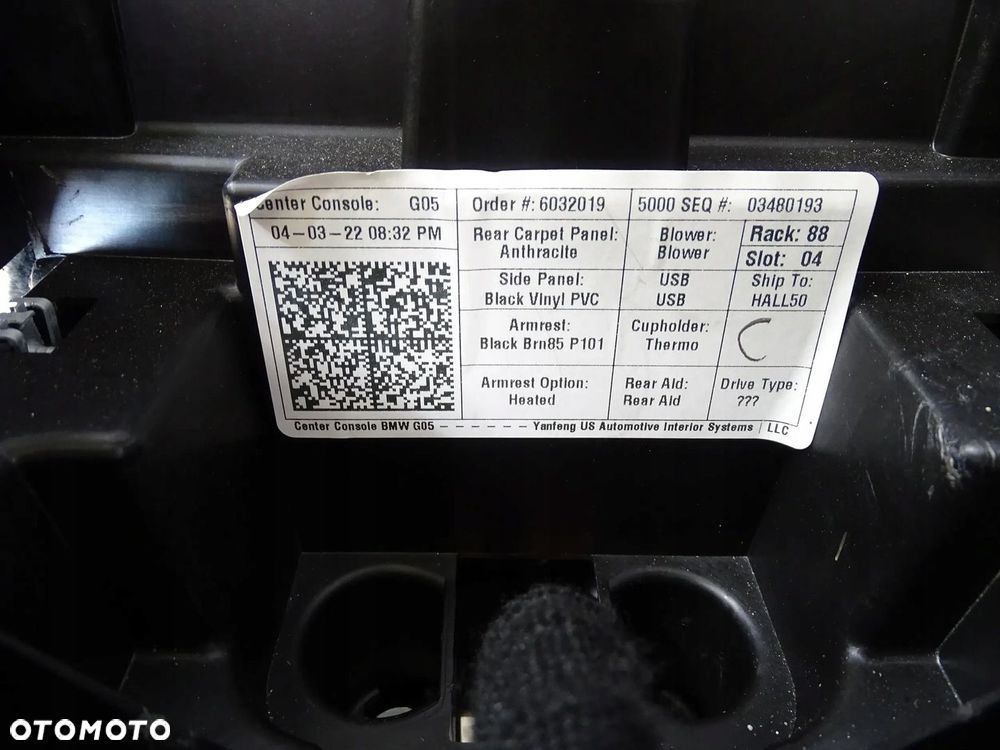 enter Console: G05
Order #: 6032019
5000 SEQ #: 03480193
04-03-22 08:32 PM
Rear Carpet Panel:
Anthracite
Blower:
Blower
Rack: 88
Slot: 04
Side Panel:
Black Vinyl PVC
USB
USB
Ship To:
HALL50
Armrest:
Black Brn85 P101
Cupholder:
Thermo
C
Armrest Option:
Heated
Rear Aid:
Rear Aid
Drive Type:
???
Center Console BMW G05 - - - - - - Yanfeng US Automotive Interior Systems LLC
OTOMOTO